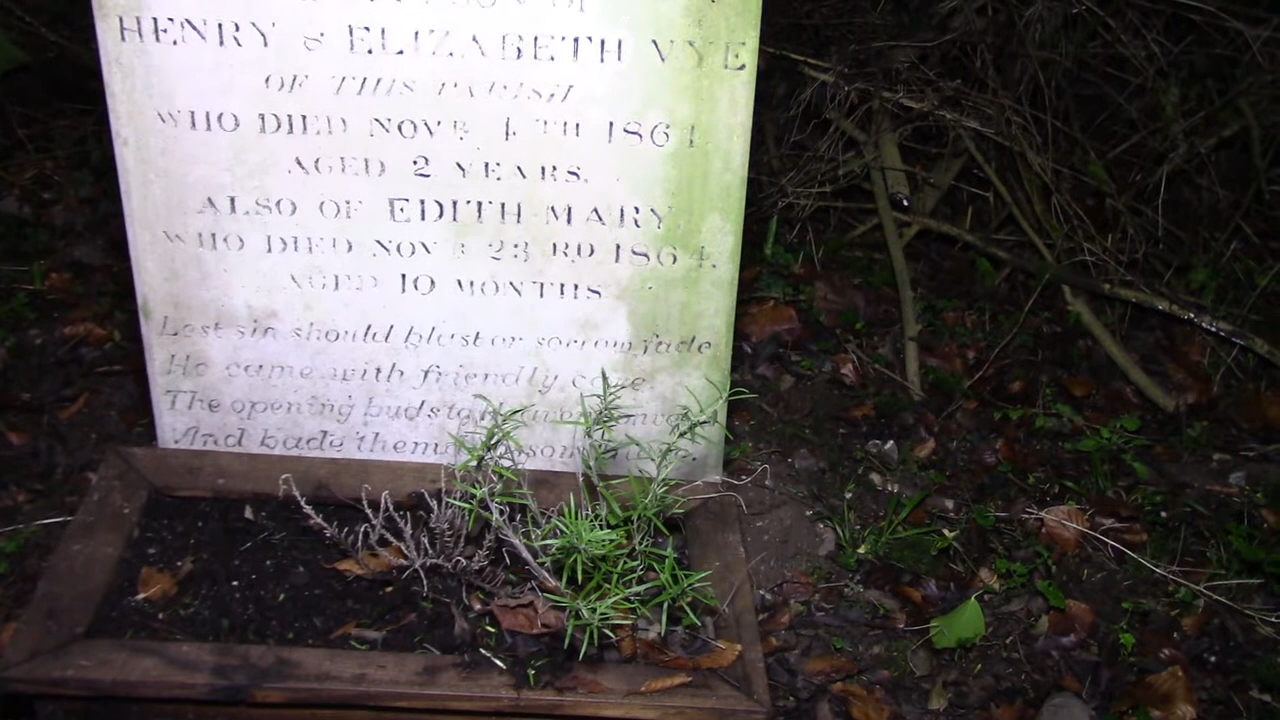 OF
HENRY & ELIZABETH VYE
OF THIS PARISH
WHO DIED NOVR 4TH 1864.
AGED 2 YEARS.
ALSO OF EDITH MARY
WHO DIED NOVR 23RD 1864.
AGED 10 MONTHS
Lest sin should blast or sorrow fade
He came with friendly care
The opening buds to
And bade them